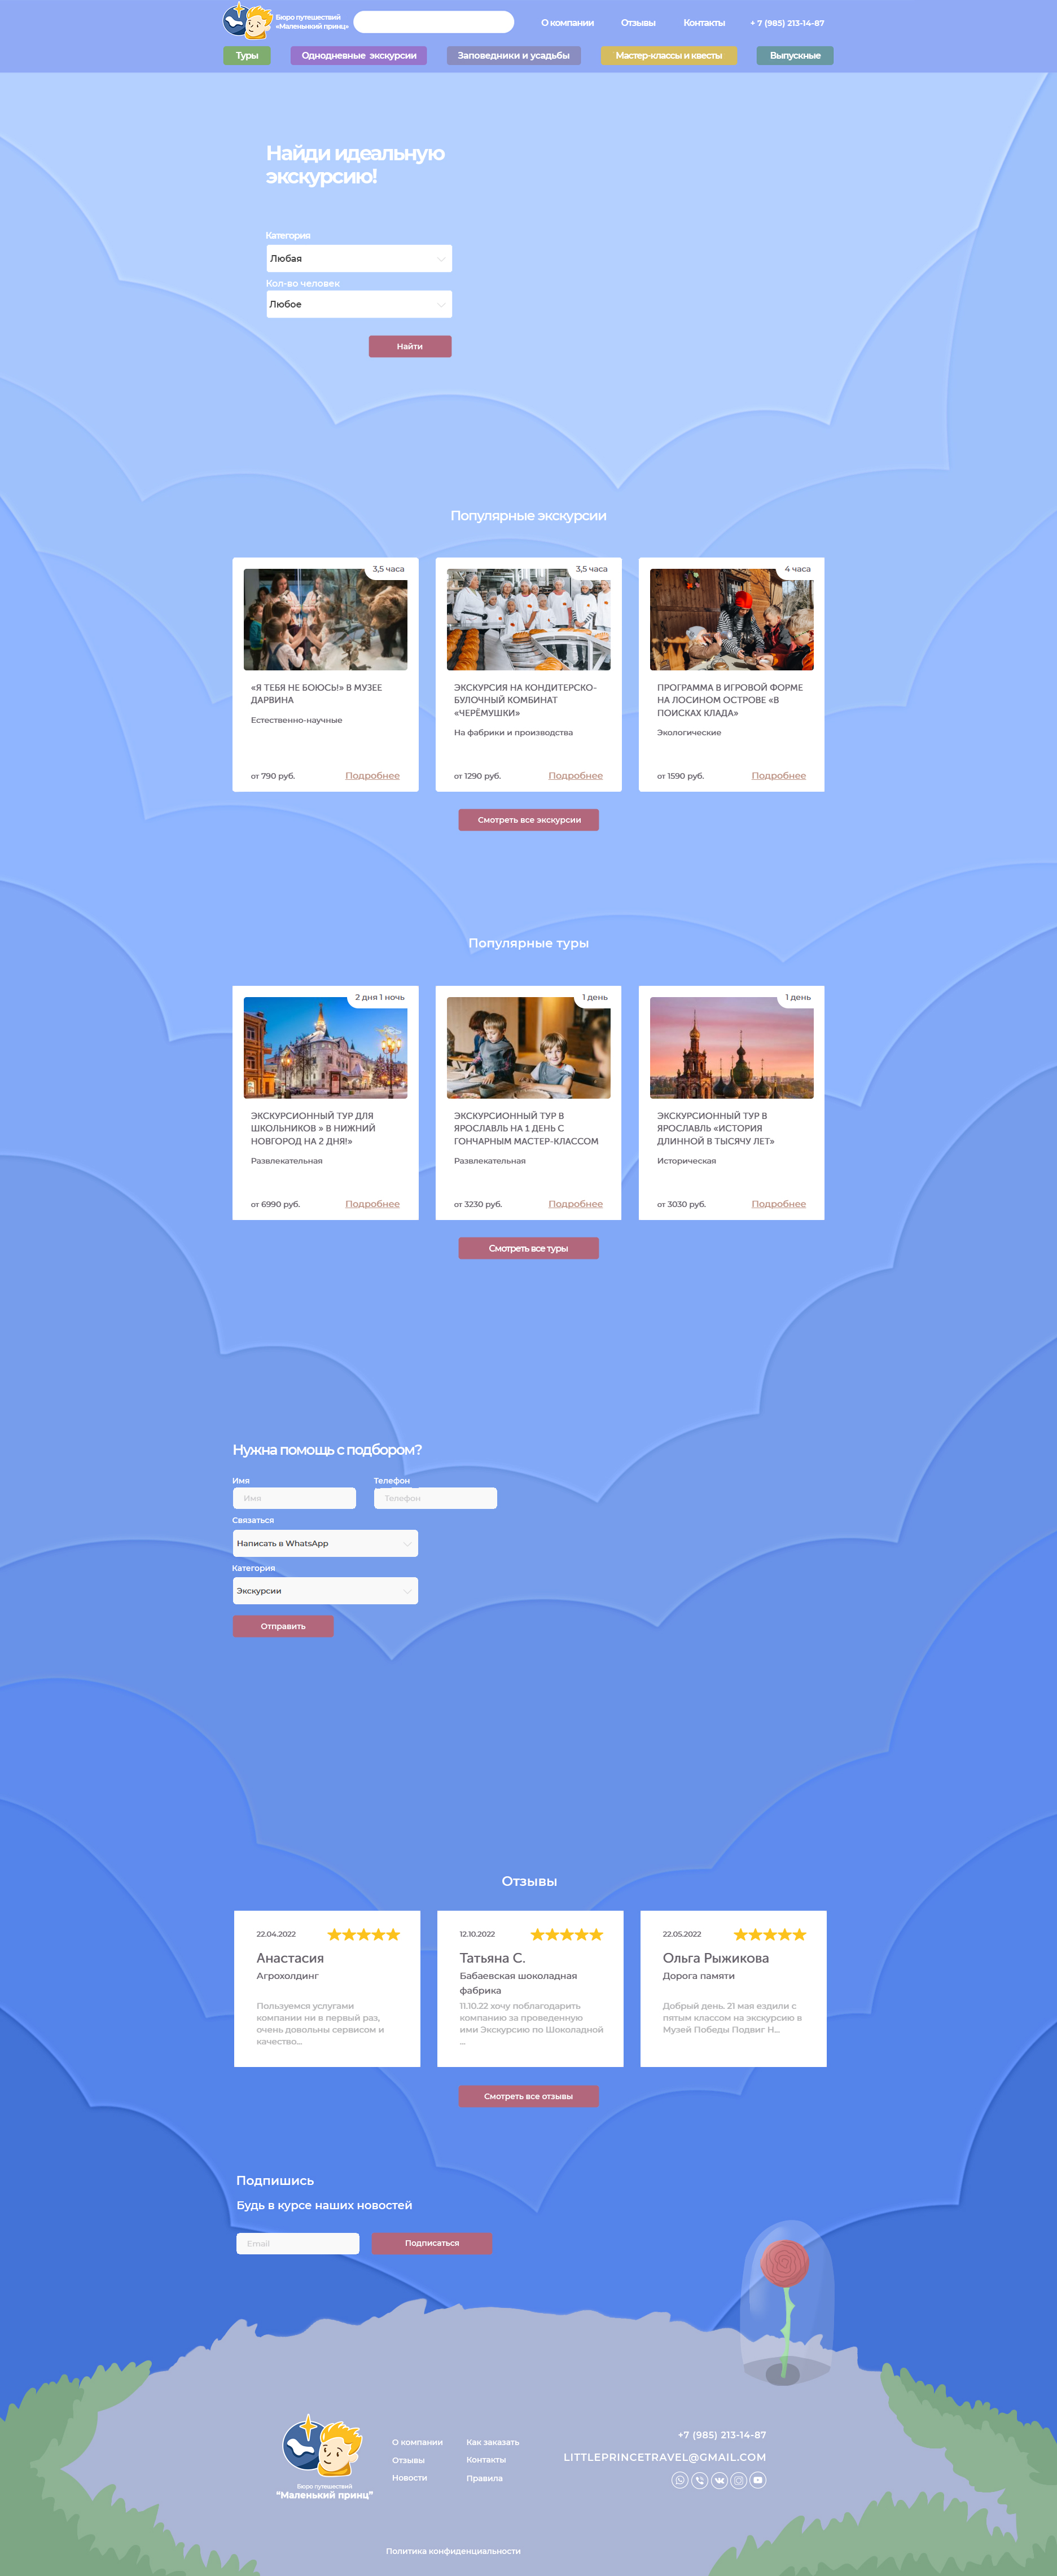 Бюро путешествий
«Маленьнкий принц»
О компании
Отзывы
Контакты
+ 7 (985) 213-14-87
Туры
Однодневные экскурсии
Заповедники и усадьбы
Мастер-классы и квесты
Выпускные
Найди идеальную
экскурсию!
Категория
Любая
Кол-во человек
Любое
Найти
Популярные экскурсии
3,5 часа
«Я ТЕБЯ НЕ БОЮСЬ!» В МУЗЕЕ
ДАРВИНА
Естественно-научные
от 790 руб.
Подробнее
3,5 часа
ЭКСКУРСИЯ НА КОНДИТЕРСКО-
БУЛОЧНЫЙ КОМБИНАТ
«ЧЕРЁМУШКИ»
На фабрики и производства
от 1290 руб.
Подробнее
4 часа
ПРОГРАММА В ИГРОВОЙ ФОРМЕ
НА ЛОСИНОМ ОСТРОВЕ «В
ПОИСКАХ КЛАДА»
Экологические
от 1590 руб.
Подробнее
Смотреть все экскурсии
Популярные туры
2 дня 1 ночь
ЭКСКУРСИОННЫЙ ТУР ДЛЯ
ШКОЛЬНИКОВ » В НИЖНИЙ
НОВГОРОД НА 2 ДНЯ!»
Развлекательная
от 6990 руб.
Подробнее
1 день
ЭКСКУРСИОННЫЙ ТУР В
ЯРОСЛАВЛЬ НА 1 ДЕНЬ С
ГОНЧАРНЫМ МАСТЕР-КЛАССОМ
Развлекательная
от 3230 руб.
Подробнее
1 день
ЭКСКУРСИОННЫЙ ТУР В
ЯРОСЛАВЛЬ «ИСТОРИЯ
ДЛИННОЙ В ТЫСЯЧУ ЛЕТ»
Историческая
от 3030 руб.
Подробнее
Смотреть все туры
Нужна помощь с подбором?
Имя
Телефон
Имя
Телефон
Связаться
Написать в WhatsApp
Категория
Экскурсии
Отправить
Отзывы
22.04.2022
Анастасия
Агрохолдинг
Пользуемся услугами
компании ни в первый раз,
очень довольны сервисом и
качество...
12.10.2022
Татьяна С.
Бабаевская шоколадная
фабрика
11.10.22 хочу поблагодарить
компанию за проведенную
ими Экскурсию по Шоколадной
...
22.05.2022
Ольга Рыжикова
Дорога памяти
Добрый день. 21 мая ездили с
пятым классом на экскурсию в
Музей Победы Подвиг Н...
Смотреть все отзывы
Подпишись
Будь в курсе наших новостей
Email
Подписаться
Бюро путешествий
“Маленький принц”
О компании
Отзывы
Новости
Как заказать
Контакты
Правила
+7 (985) 213-14-87
LITTLEPRINCETRAVEL@GMAIL.COM
Политика конфиденциальности